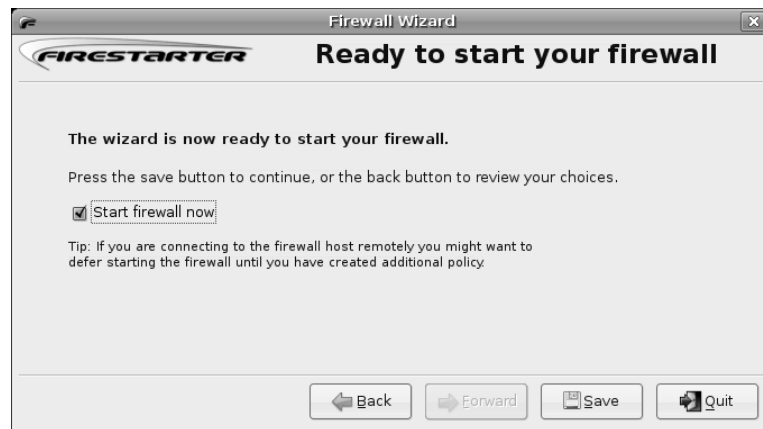 Firewall Wizard
FIRESTARTER
Ready to start your firewall
The wizard is now ready to start your firewall.
Press the save button to continue, or the back button to review your choices.
Start firewall now
Tip: If you are connecting to the firewall host remotely you might want to
defer starting the firewall until you have created additional policy.
Back
Forward
Save
Quit